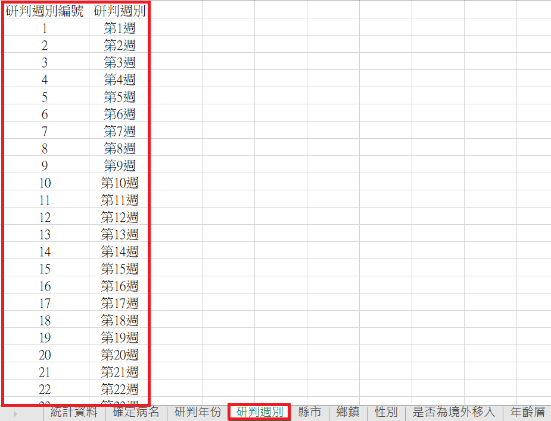 研判週別編號 研判週別
1 第1週
2 第2週
3 第3週
4 第4週
5 第5週
6 第6週
7 第7週
8 第8週
9 第9週
10 第10週
11 第11週
12 第12週
13 第13週
14 第14週
15 第15週
16 第16週
17 第17週
18 第18週
19 第19週
20 第20週
21 第21週
22 第22週
統計資料 確定病名 研判年份 研判週別 縣市 鄉鎮 性別 是否為境外移入 年齡層